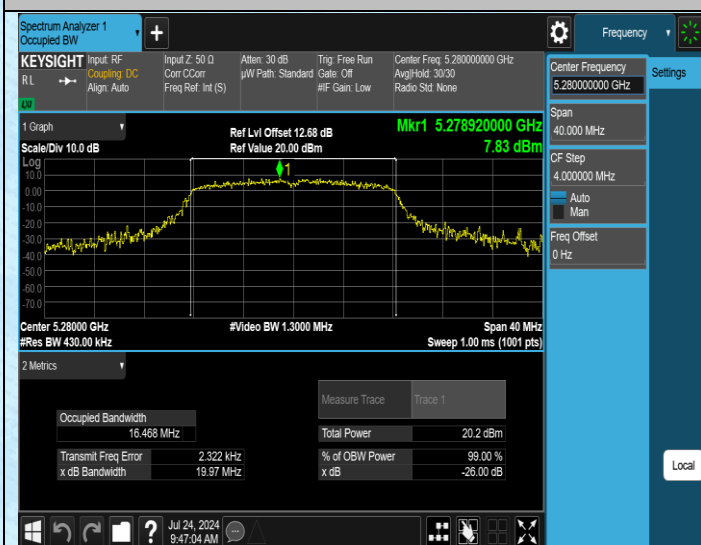 Spectrum Analyzer 1
Occupied BW
+
Frequency
KEYSIGHT
RL
Input: RF
Coupling: DC
Align: Auto
Input Z: 50 Ω
Corr CCorr
Freq Ref: Int (S)
Atten: 30 dB
µW Path: Standard
Trig: Free Run
Gate: Off
#IF Gain: Low
Center Freq: 5.280000000 GHz
Avg|Hold: 30/30
Radio Std: None
1 Graph
Scale/Div 10.0 dB
Ref Lvl Offset 12.68 dB
Ref Value 20.00 dBm
Mkr1 5.278920000 GHz
7.83 dBm
Log
10.0
0.00
-10.0
-20.0
-30.0
-40.0
-50.0
-60.0
-70.0
1
Center 5.28000 GHz
#Video BW 1.3000 MHz
Span 40 MHz
#Res BW 430.00 kHz
Sweep 1.00 ms (1001 pts)
2 Metrics
Measure Trace Trace 1
Occupied Bandwidth
16.468 MHz
Total Power 20.2 dBm
Transmit Freq Error 2.322 kHz
% of OBW Power 99.00 %
x dB Bandwidth 19.97 MHz
x dB -26.00 dB
Center Frequency
5.280000000 GHz
Settings
Span
40.000 MHz
CF Step
4.000000 MHz
Auto
Man
Freq Offset
0 Hz
Local
?
Jul 24, 2024
9:47:04 AM